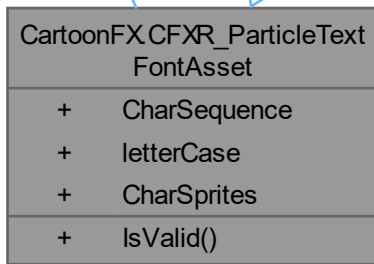 CartoonFX.CFXR_ParticleText
FontAsset
+ CharSequence
+ letterCase
+ CharSprites
+ IsValid()